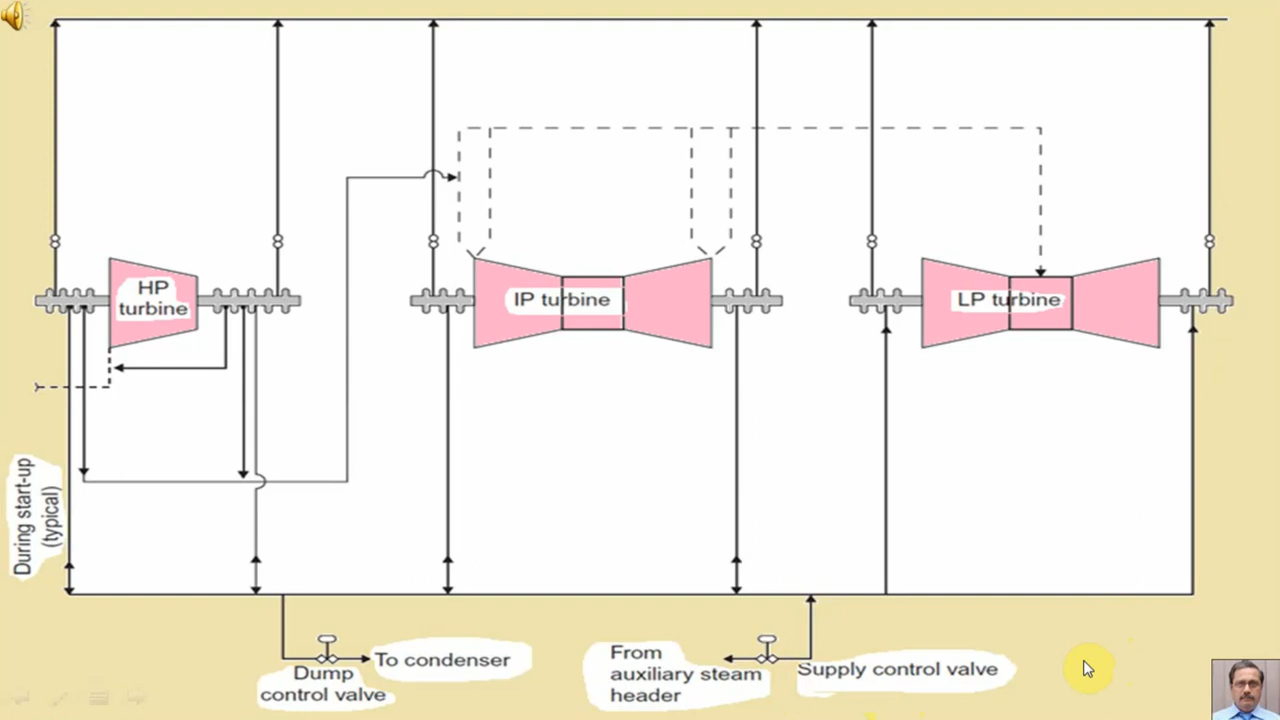 HP
turbine
IP turbine
LP turbine
During start-up
(typical)
To condenser
Dump
control valve
From
auxiliary steam
header
Supply control valve